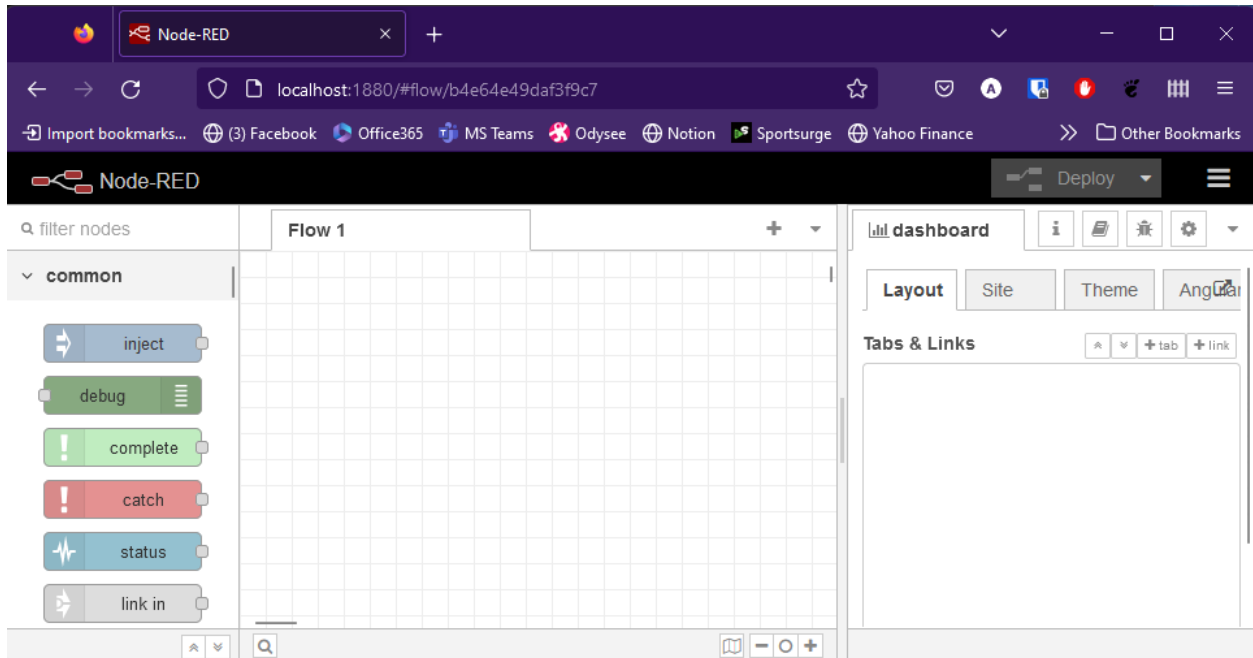 Node-RED
localhost:1880/#flow/b4e64e49daf3f9c7
Import bookmarks... (3) Facebook Office365 MS Teams Odysee Notion Sportsurge Yahoo Finance Other Bookmarks
Node-RED Deploy
filter nodes Flow 1 dashboard
common
Layout Site Theme Angular
inject Tabs & Links tab link
debug
complete
catch
status
link in